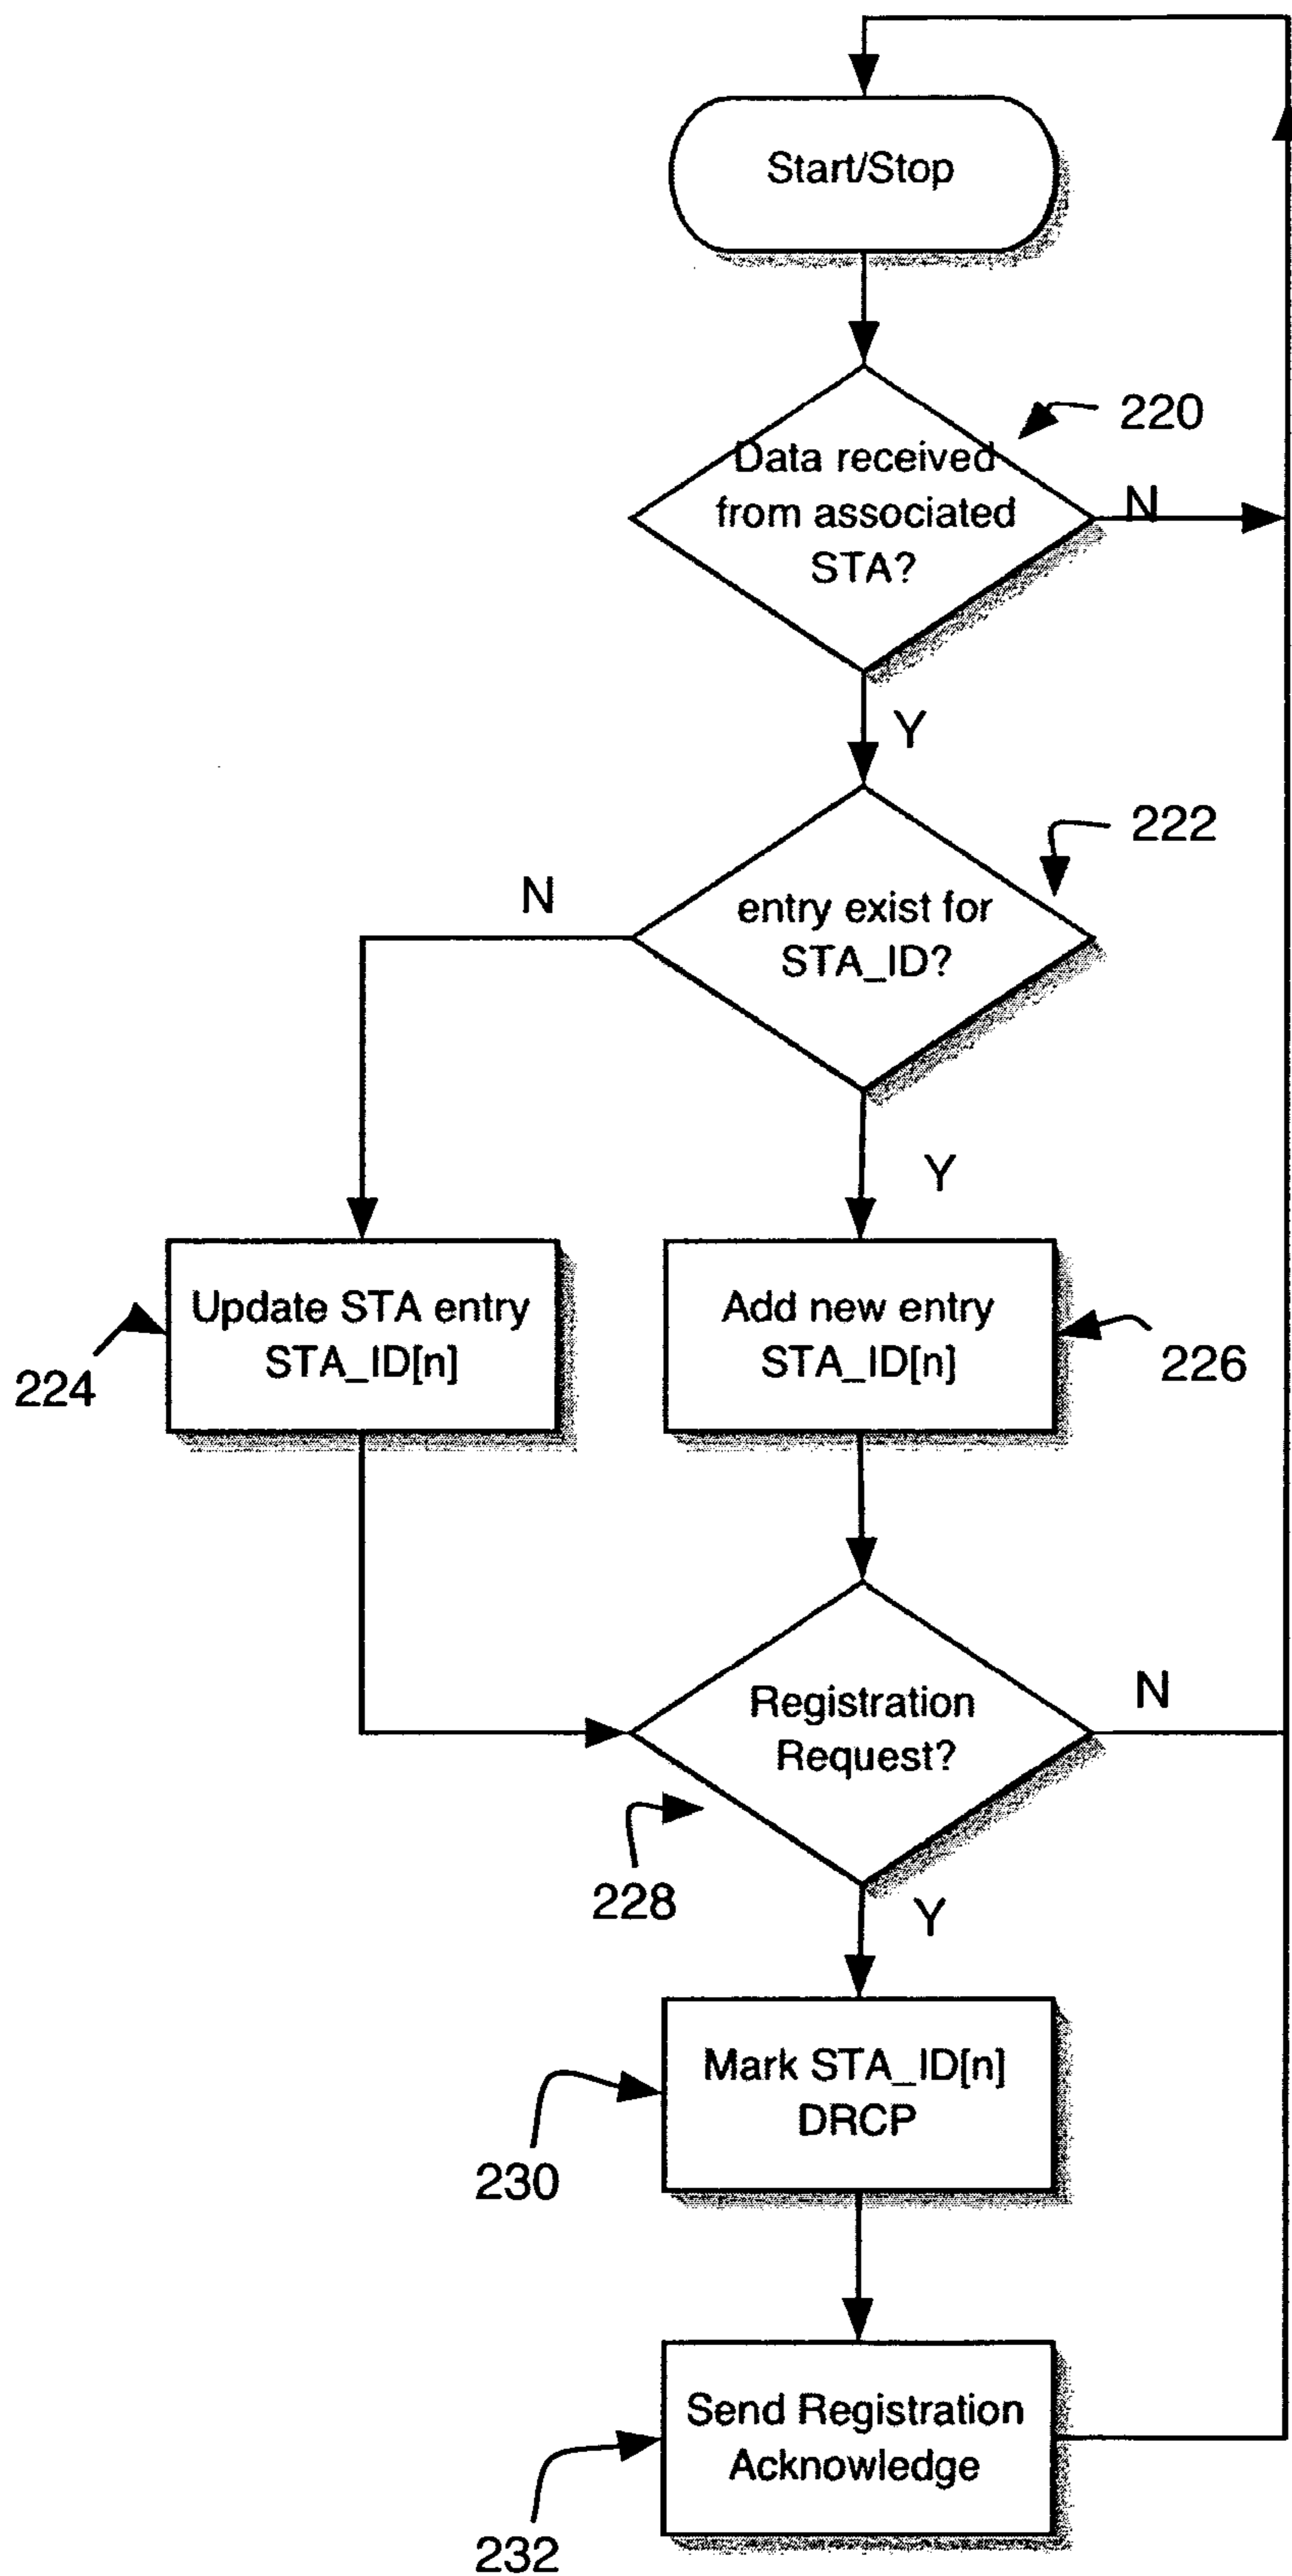 Start/Stop
220
Data received
from associated
STA?
N
Y
222
N
entry exist for
STA_ID?
Y
Update STA entry
STA_ID[n]
Add new entry
STA_ID[n]
224
226
Registration
Request?
N
228
Y
Mark STA_ID[n]
DRCP
230
Send Registration
Acknowledge
232